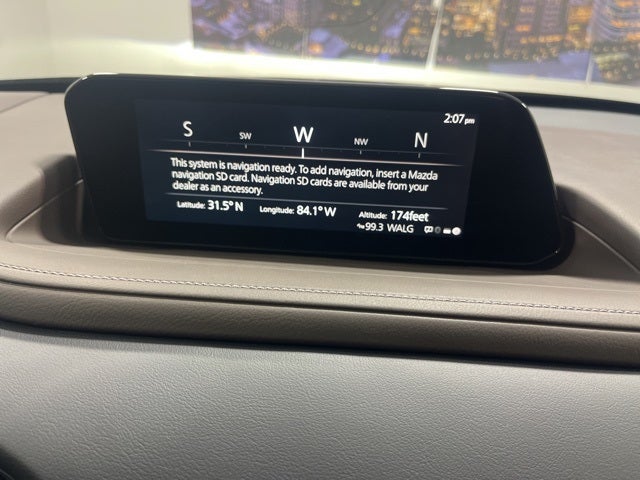 2:07pm
S SW W NW N
This system is navigation ready. To add navigation, insert a Mazda
navigation SD card. Navigation SD cards are available from your
dealer as an accessory.
Latitude: 31.5° N Longitude: 84.1° W Altitude: 174feet
99.3 WALG